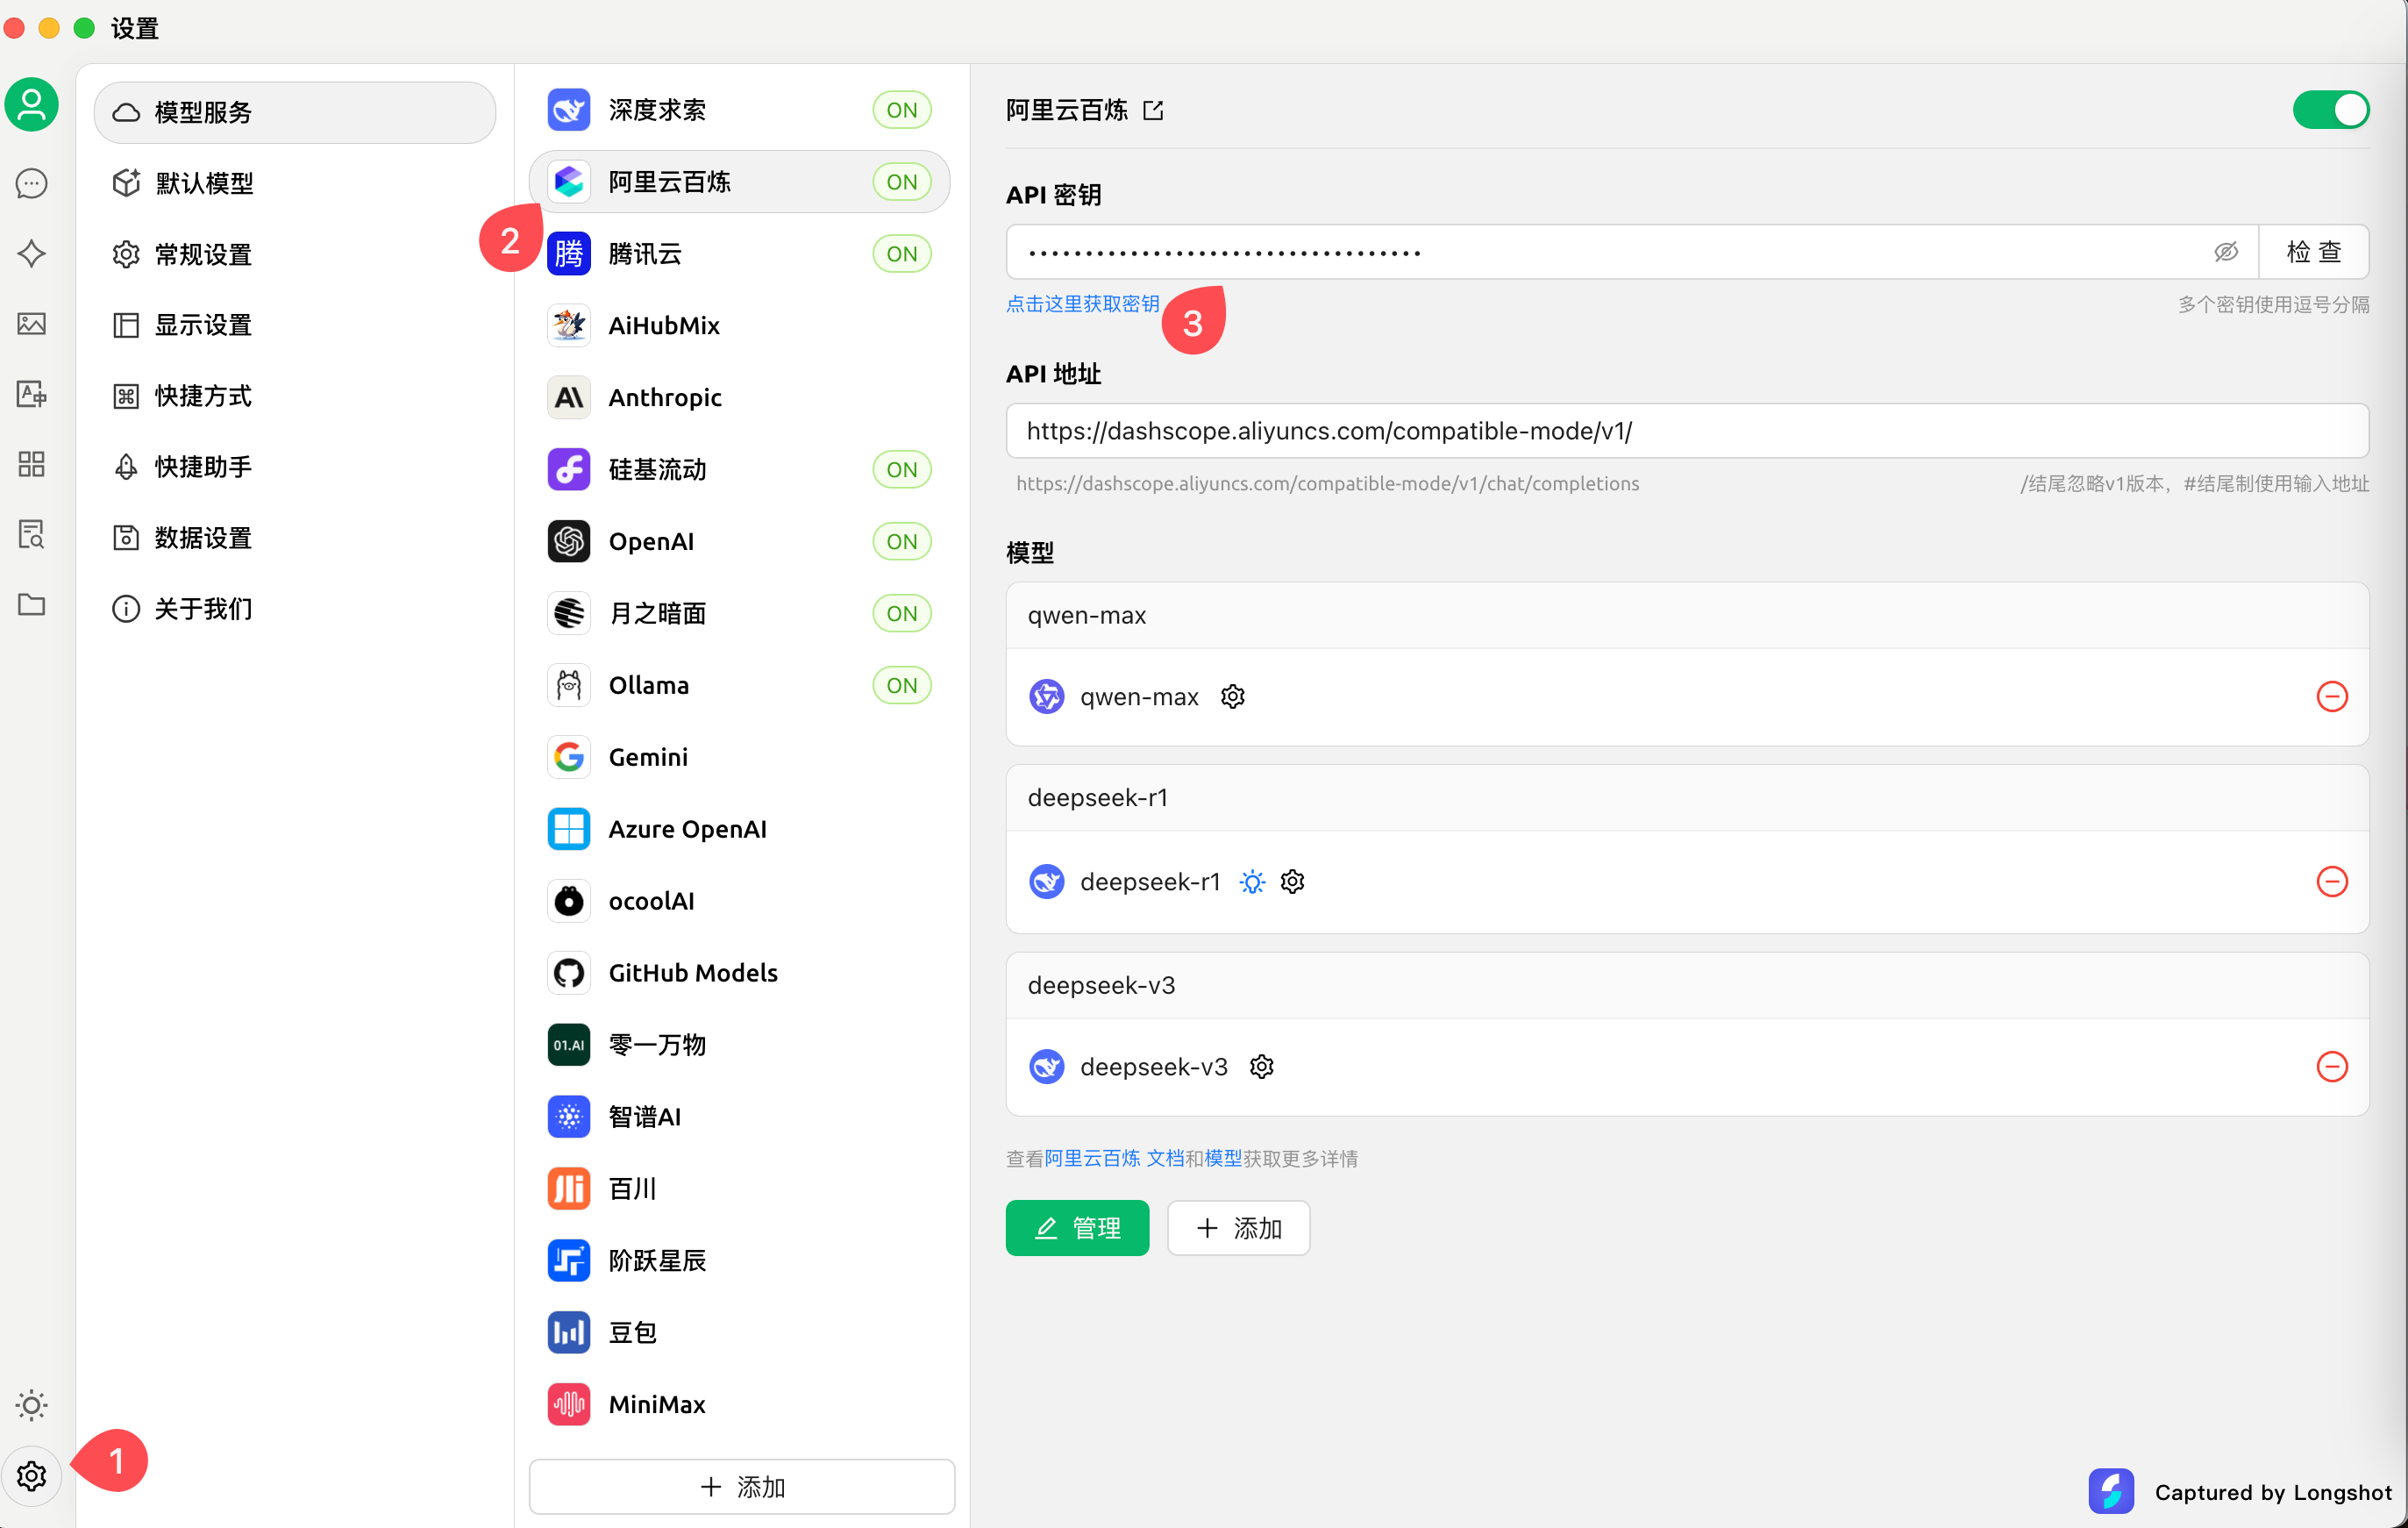 设置
模型服务
默认模型
常规设置
显示设置
快捷方式
快捷助手
数据设置
关于我们
1
深度求索 ON
阿里云百炼 ON
2
腾 腾讯云 ON
AiHubMix
AI Anthropic
硅基流动 ON
OpenAI ON
月之暗面 ON
Ollama ON
Gemini
Azure OpenAI
ocoolAI
GitHub Models
01.AI 零一万物
智谱AI
百川
阶跃星辰
豆包
MiniMax
添加
阿里云百炼
API 密钥
检 查
点击这里获取密钥
3
多个密钥使用逗号分隔
API 地址
https://dashscope.aliyuncs.com/compatible-mode/v1/
https://dashscope.aliyuncs.com/compatible-mode/v1/chat/completions
/结尾忽略v1版本，#结尾制使用输入地址
模型
qwen-max
qwen-max
deepseek-r1
deepseek-r1
deepseek-v3
deepseek-v3
查看阿里云百炼 文档和模型获取更多详情
管理
添加
Captured by Longshot